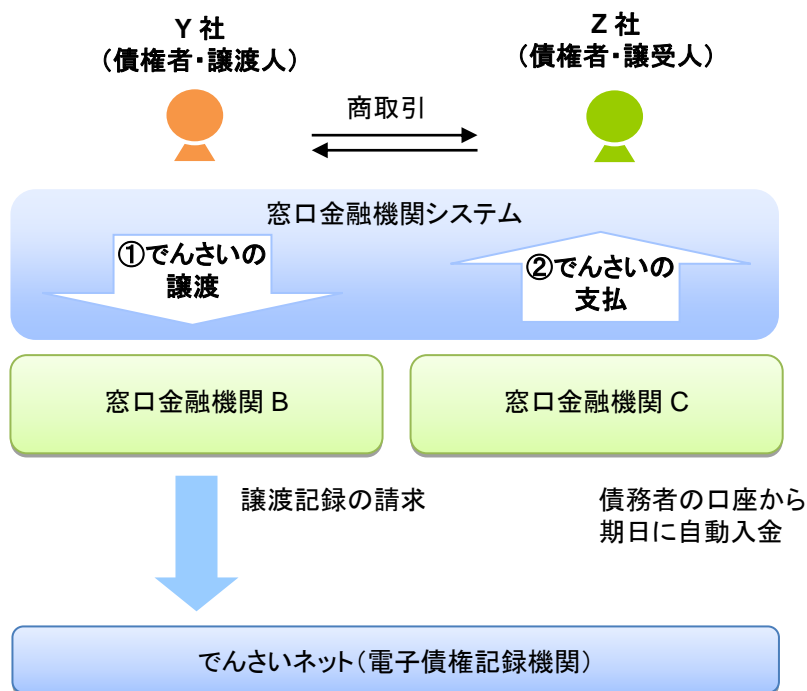 Y 社
（債権者・譲渡人）
Z 社
（債権者・譲受人）
商取引
窓口金融機関システム
①でんさいの
譲渡
②でんさいの
支払
窓口金融機関 B
窓口金融機関 C
譲渡記録の請求
債務者の口座から
期日に自動入金
でんさいネット（電子債権記録機関）